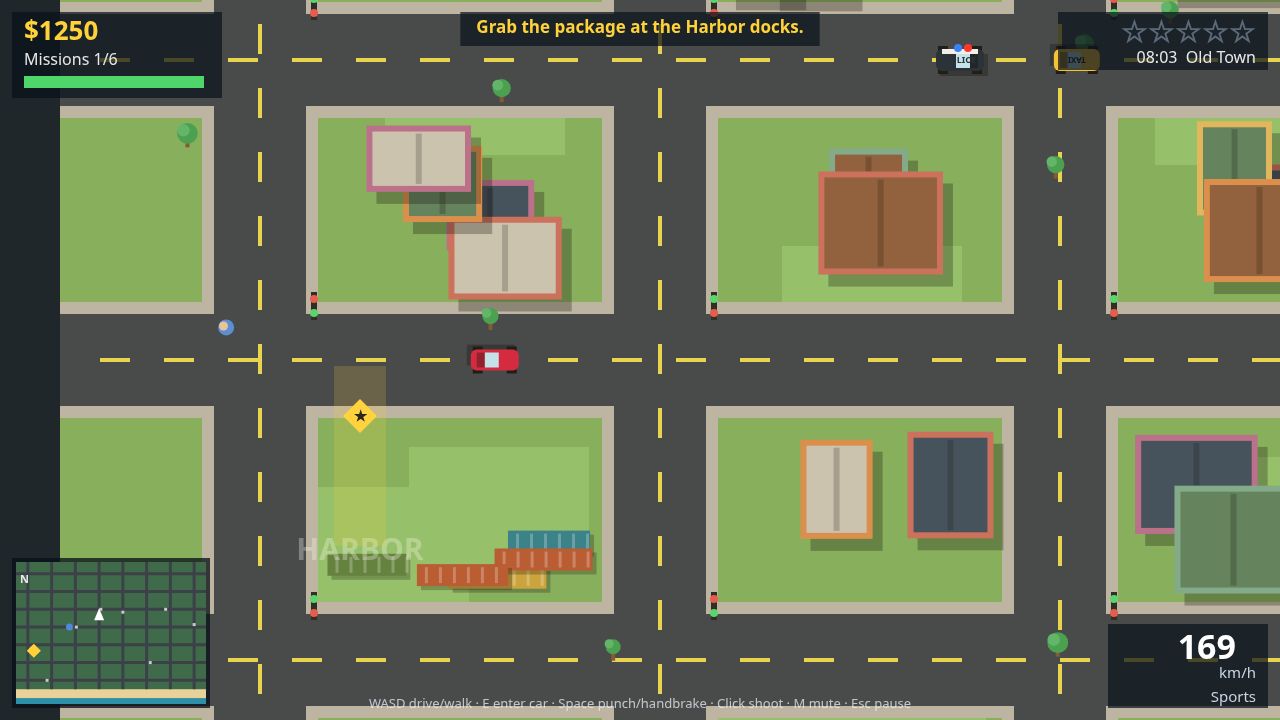 $1250
Missions 1/6
Grab the package at the Harbor docks.
TAXI
08:03 Old Town
HARBOR
N
169
km/h
Sports
WASD drive/walk · E enter car · Space punch/handbrake · Click shoot · M mute · Esc pause